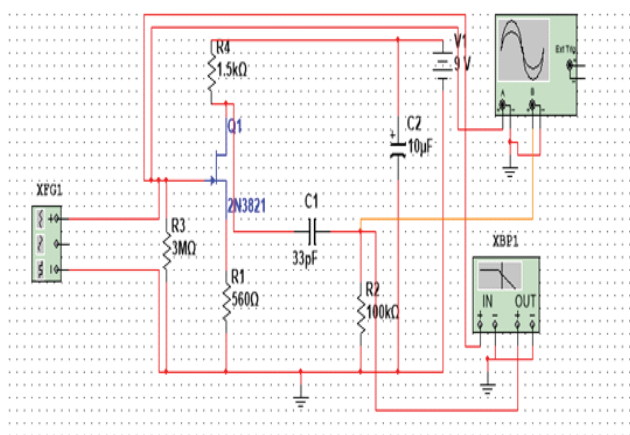 R4
1.5kΩ
V1
9 V
Ext Trig
A
B
Q1
C2
+
10µF
2N3821
XFG1
C1
33pF
XBP1
R3
3MΩ
R1
560Ω
R2
100kΩ
IN
OUT